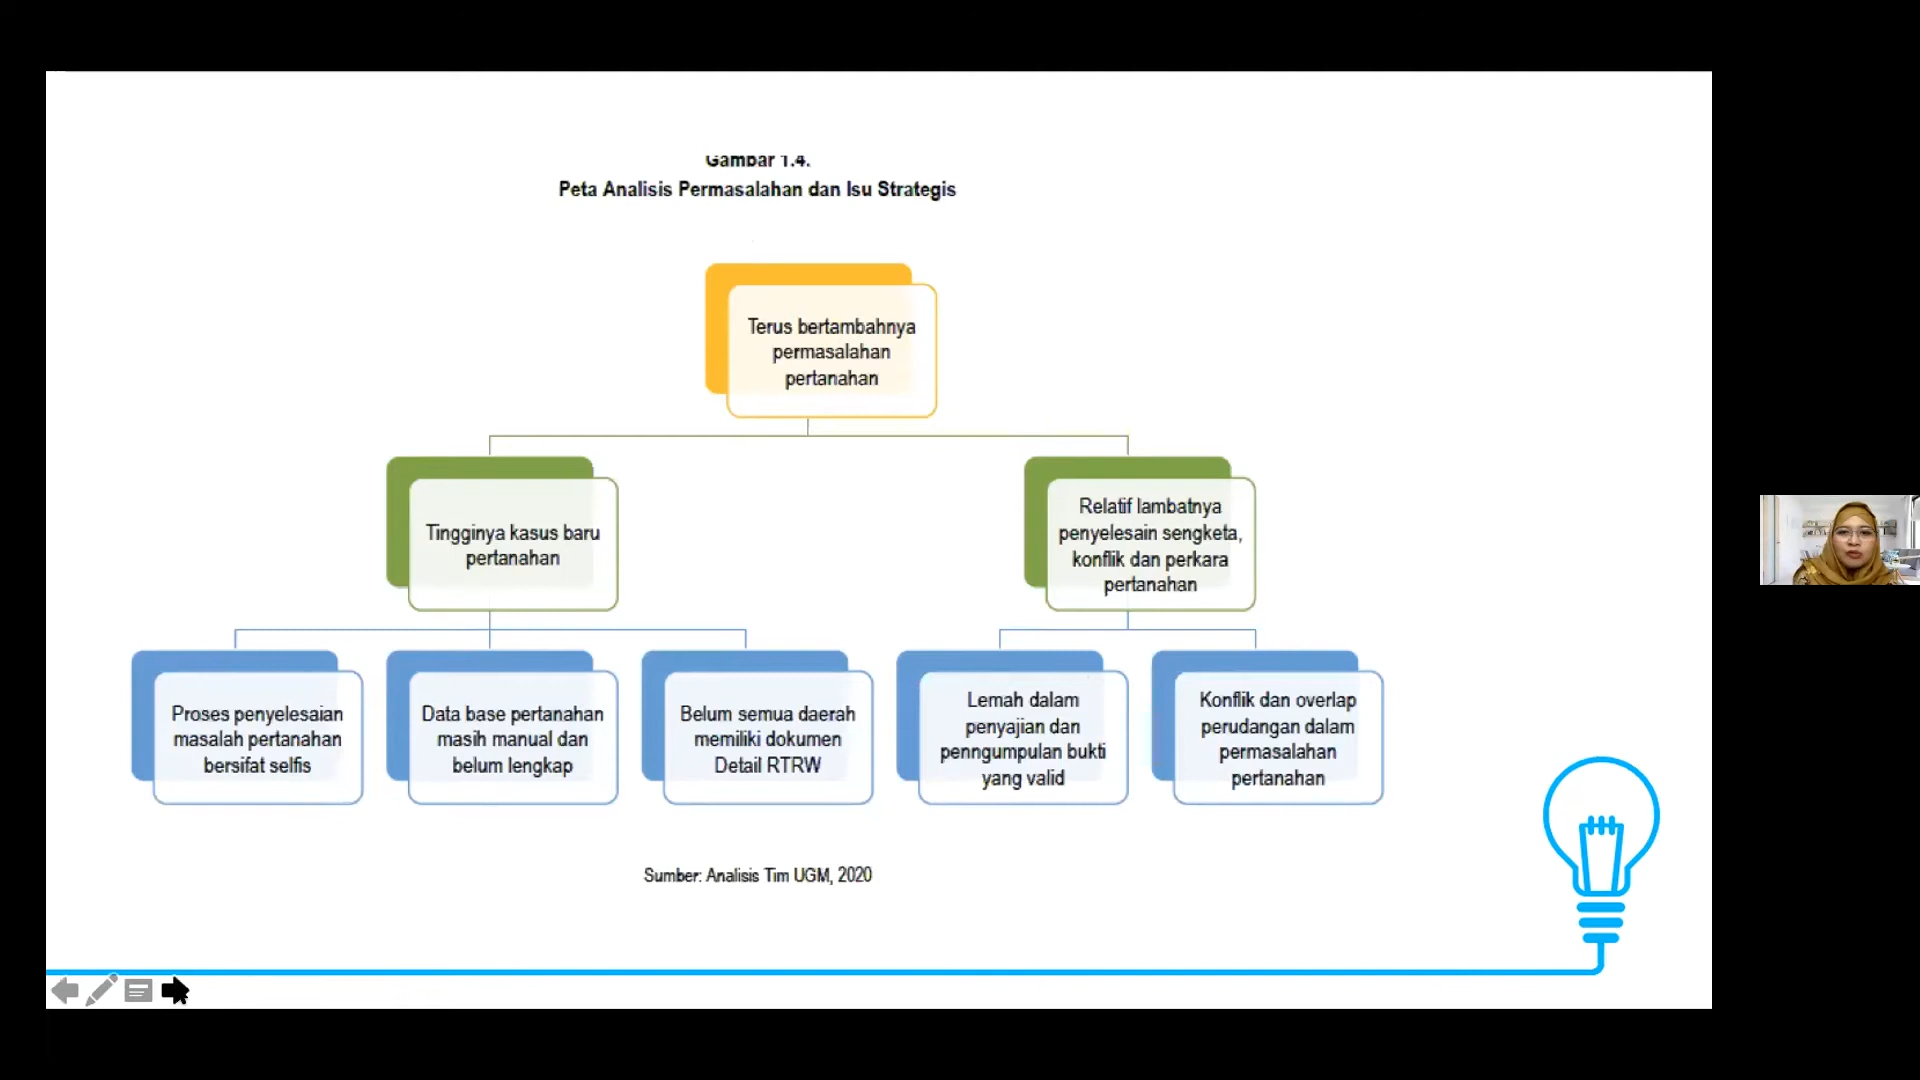 Gambar 1.4.
Peta Analisis Permasalahan dan Isu Strategis
Terus bertambahnya
permasalahan
pertanahan
Tingginya kasus baru
pertanahan
Relatif lambatnya
penyelesain sengketa,
konflik dan perkara
pertanahan
Proses penyelesaian
masalah pertanahan
bersifat selfis
Data base pertanahan
masih manual dan
belum lengkap
Belum semua daerah
memiliki dokumen
Detail RTRW
Lemah dalam
penyajian dan
penngumpulan bukti
yang valid
Konflik dan overlap
perudangan dalam
permasalahan
pertanahan
Sumber: Analisis Tim UGM, 2020